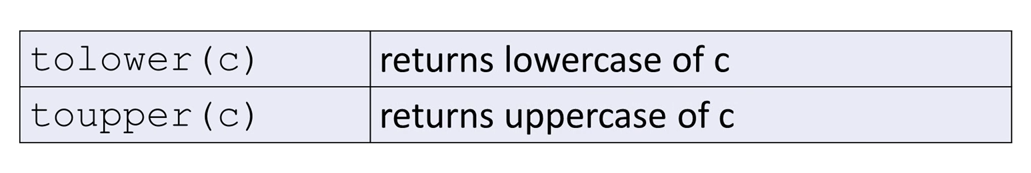 tolower(c) returns lowercase of c
toupper(c) returns uppercase of c